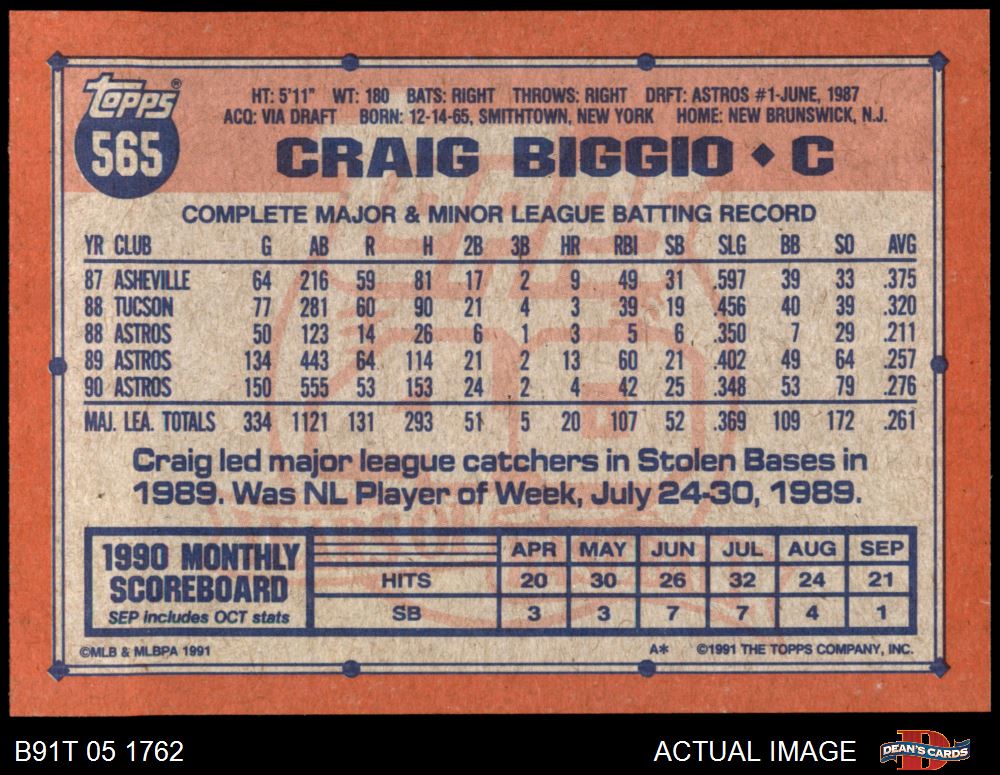 TOPPS®
565
HT: 5'11" WT: 180 BATS: RIGHT THROWS: RIGHT DRFT: ASTROS #1-JUNE, 1987
ACQ: VIA DRAFT BORN: 12-14-65, SMITHTOWN, NEW YORK HOME: NEW BRUNSWICK, N.J.
CRAIG BIGGIO ♦ C
COMPLETE MAJOR & MINOR LEAGUE BATTING RECORD
YR CLUB G AB R H 2B 3B HR RBI SB SLG BB SO AVG
87 ASHEVILLE 64 216 59 81 17 2 9 49 31 .597 39 33 .375
88 TUCSON 77 281 60 90 21 4 3 39 19 .456 40 39 .320
88 ASTROS 50 123 14 26 6 1 3 5 6 .350 7 29 .211
89 ASTROS 134 443 64 114 21 2 13 60 21 .402 49 64 .257
90 ASTROS 150 555 53 153 24 2 4 42 25 .348 53 79 .276
MAJ. LEA. TOTALS 334 1121 131 293 51 5 20 107 52 .369 109 172 .261
Craig led major league catchers in Stolen Bases in
1989. Was NL Player of Week, July 24-30, 1989.
1990 MONTHLY
SCOREBOARD
SEP includes OCT stats
APR MAY JUN JUL AUG SEP
HITS 20 30 26 32 24 21
SB 3 3 7 7 4 1
©MLB & MLBPA 1991 A* ©1991 THE TOPPS COMPANY, INC.
B91T 05 1762 ACTUAL IMAGE DEAN'S CARDS